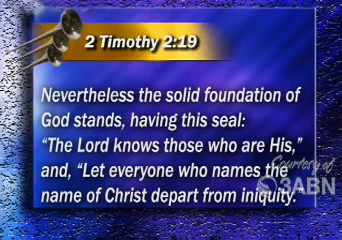 2 Timothy 2:19
Nevertheless the solid foundation of
God stands, having this seal:
“The Lord knows those who are His,”
and, “Let everyone who names the
name of Christ depart from iniquity.”
Courtesy of
3ABN